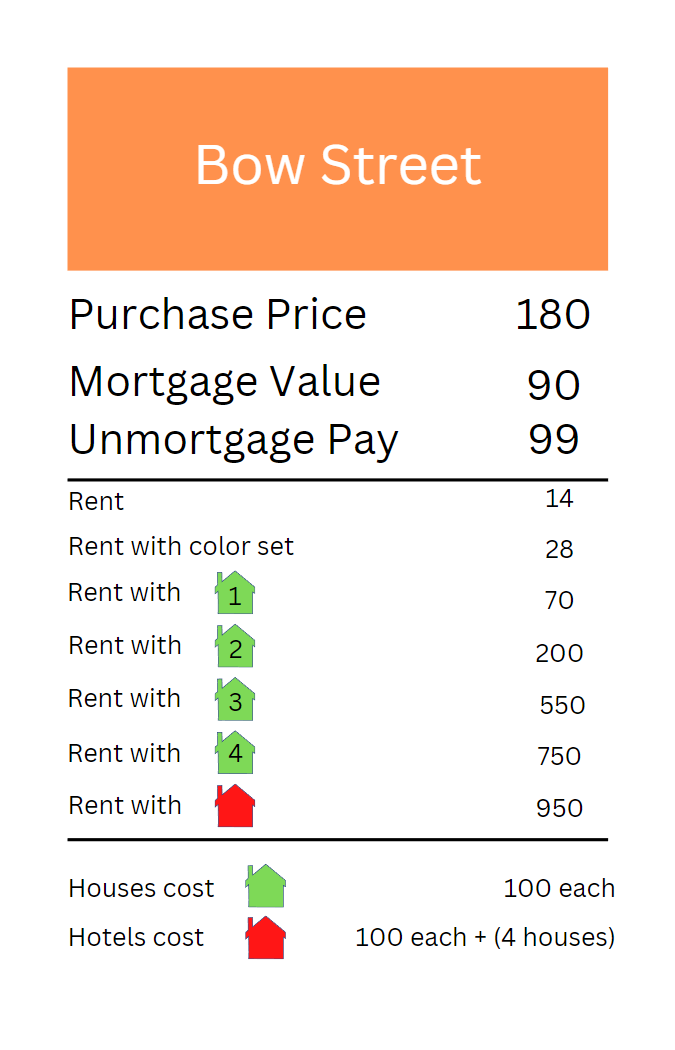 Bow Street
Purchase Price 180
Mortgage Value 90
Unmortgage Pay 99
Rent 14
Rent with color set 28
Rent with 1 70
Rent with 2 200
Rent with 3 550
Rent with 4 750
Rent with 950
Houses cost 100 each
Hotels cost 100 each + (4 houses)